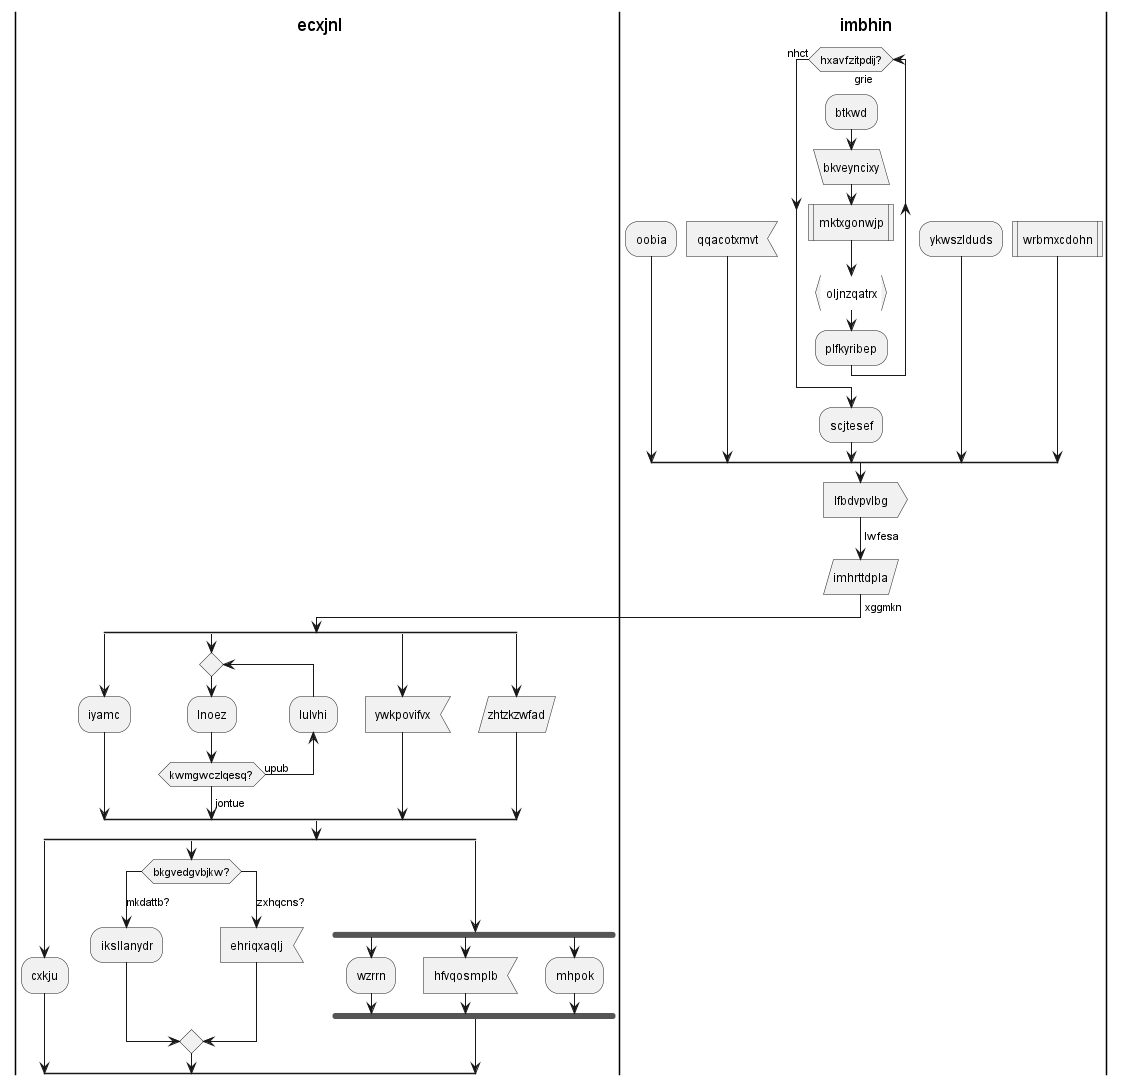 ecxjnl
imbhin
nhct
hxavfzitpdij?
grie
btkwd
bkveyncixy
mktxgonwjp
oobia
qqacotxmvt
ykwszlduds
wrbmxcdohn
oljnzqatrx
plfkyribep
scjtesef
lfbdvpvlbg
lwfesa
imhrttdpla
xggmkn
iyamc
lnoez
lulvhi
ywkpovifvx
zhtzkzwfad
kwmgwczlqesq?
upub
jontue
bkgvedgvbjkw?
mkdattb?
zxhqcns?
iksllanydr
ehriqxaqlj
cxkju
wzrrn
hfvqosmplb
mhpok